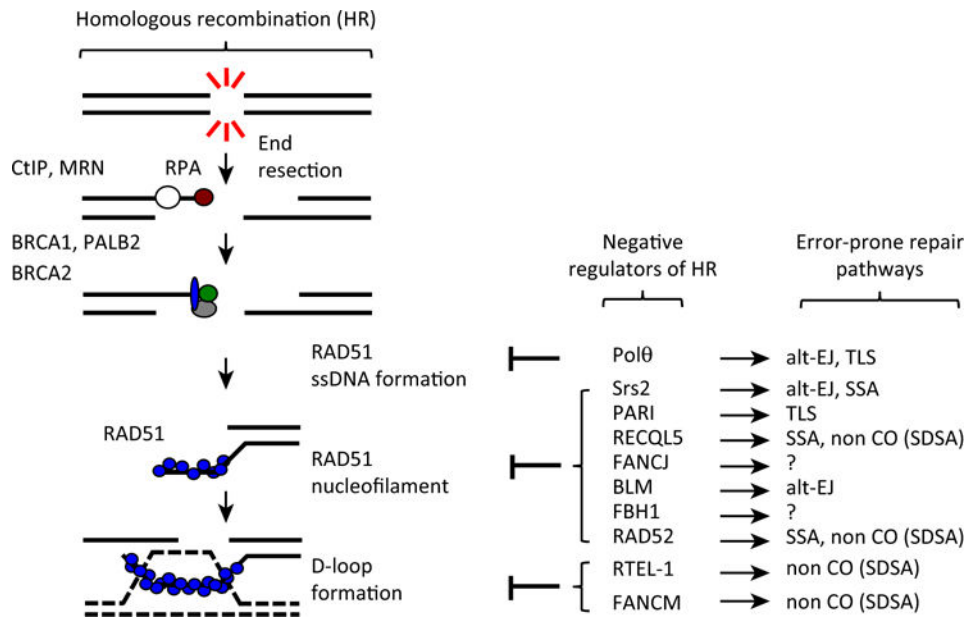 Homologous recombination (HR)
End
resection
CtIP, MRN
RPA
BRCA1, PALB2
BRCA2
RAD51
ssDNA formation
RAD51
RAD51
nucleofilament
D-loop
formation
Negative
regulators of HR
Error-prone repair
pathways
Polθ
alt-EJ, TLS
Srs2
alt-EJ, SSA
PARI
TLS
RECQL5
SSA, non CO (SDSA)
FANCJ
?
BLM
alt-EJ
FBH1
?
RAD52
SSA, non CO (SDSA)
RTEL-1
non CO (SDSA)
FANCM
non CO (SDSA)